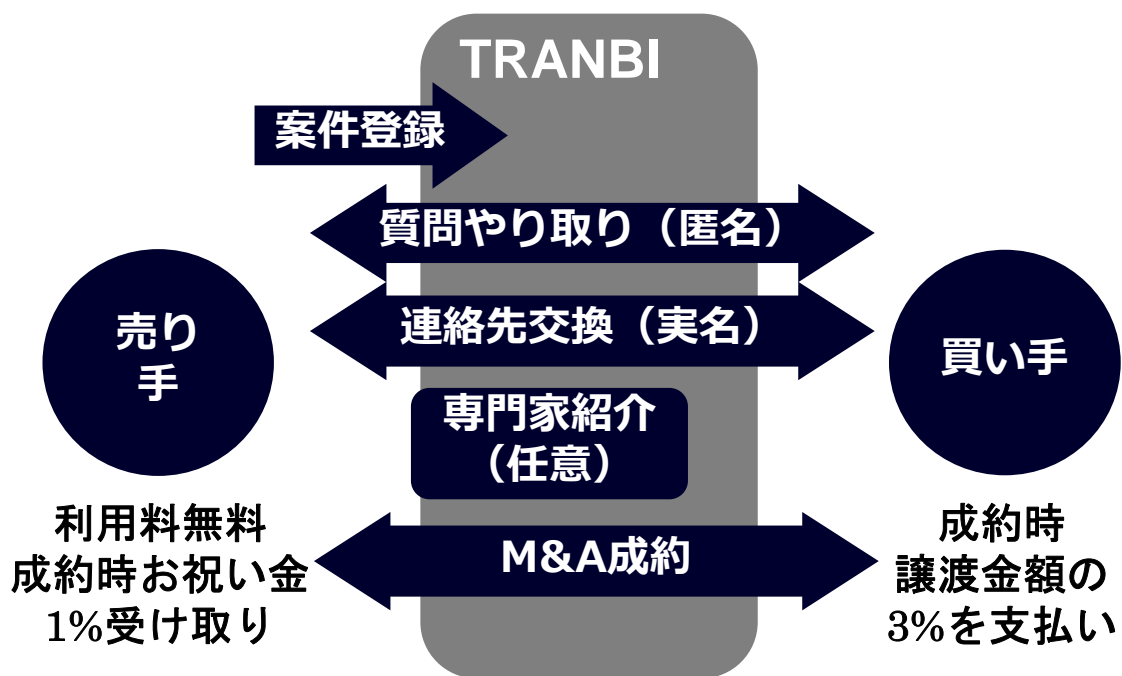 TRANBI
案件登録
質問やり取り（匿名）
連絡先交換（実名）
売り
手
買い手
専門家紹介
（任意）
M&A成約
利用料無料
成約時お祝い金
1%受け取り
成約時
譲渡金額の
3%を支払い